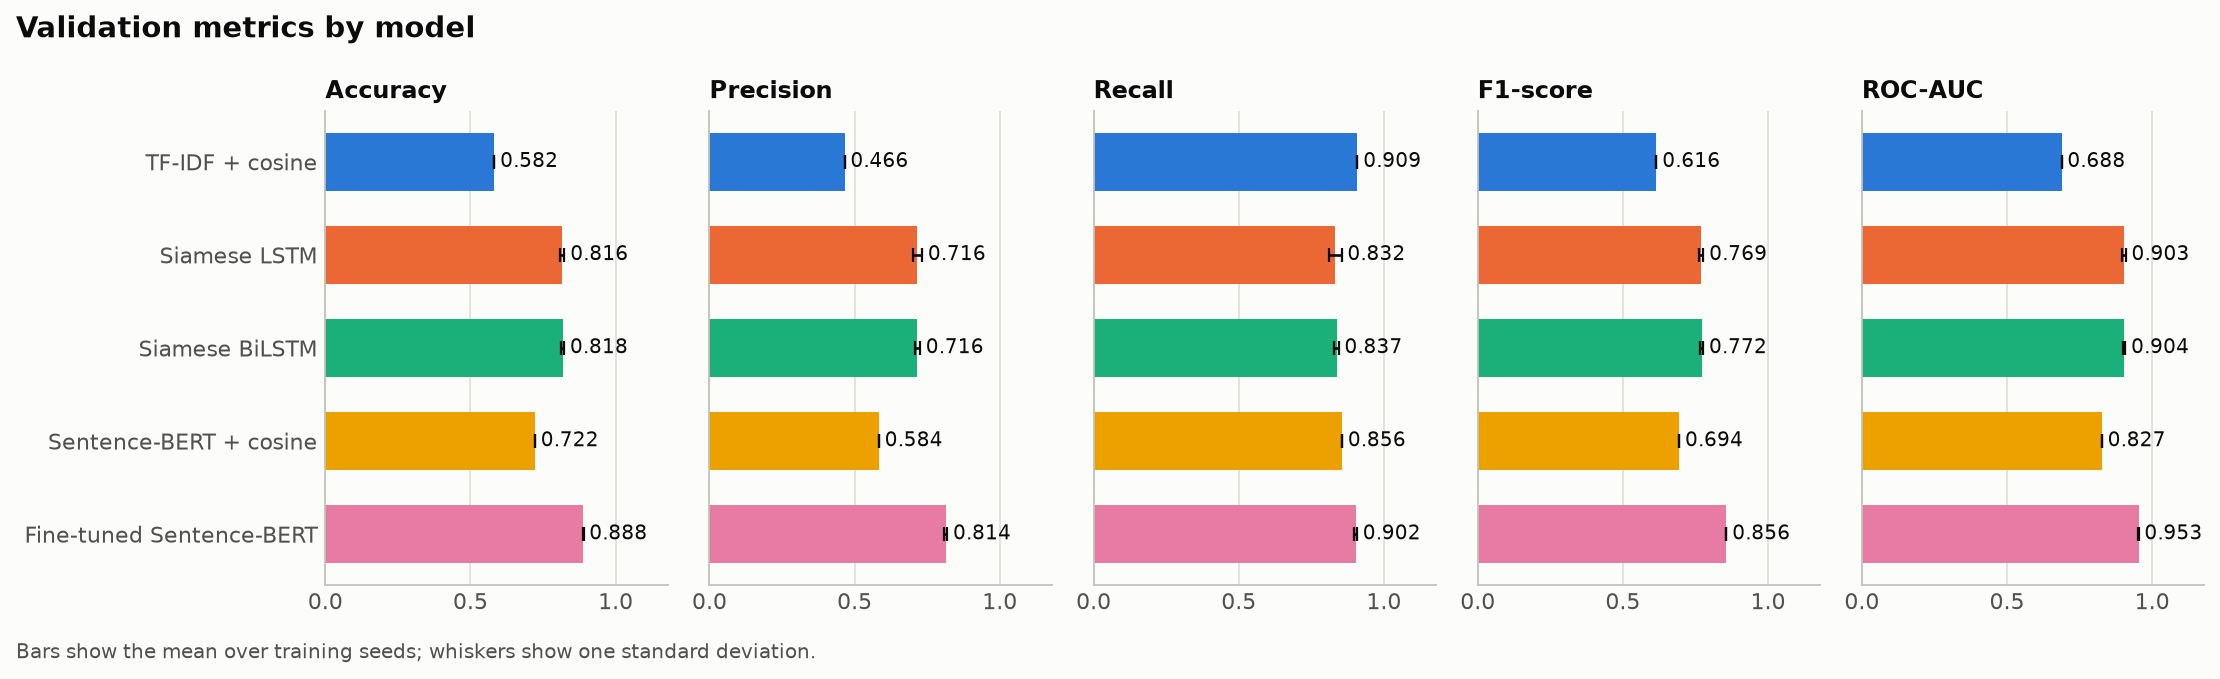 Validation metrics by model
Accuracy Precision Recall F1-score ROC-AUC
TF-IDF + cosine 0.582 0.466 0.909 0.616 0.688
Siamese LSTM 0.816 0.716 0.832 0.769 0.903
Siamese BiLSTM 0.818 0.716 0.837 0.772 0.904
Sentence-BERT + cosine 0.722 0.584 0.856 0.694 0.827
Fine-tuned Sentence-BERT 0.888 0.814 0.902 0.856 0.953
0.0 0.5 1.0 0.0 0.5 1.0 0.0 0.5 1.0 0.0 0.5 1.0 0.0 0.5 1.0
Bars show the mean over training seeds; whiskers show one standard deviation.